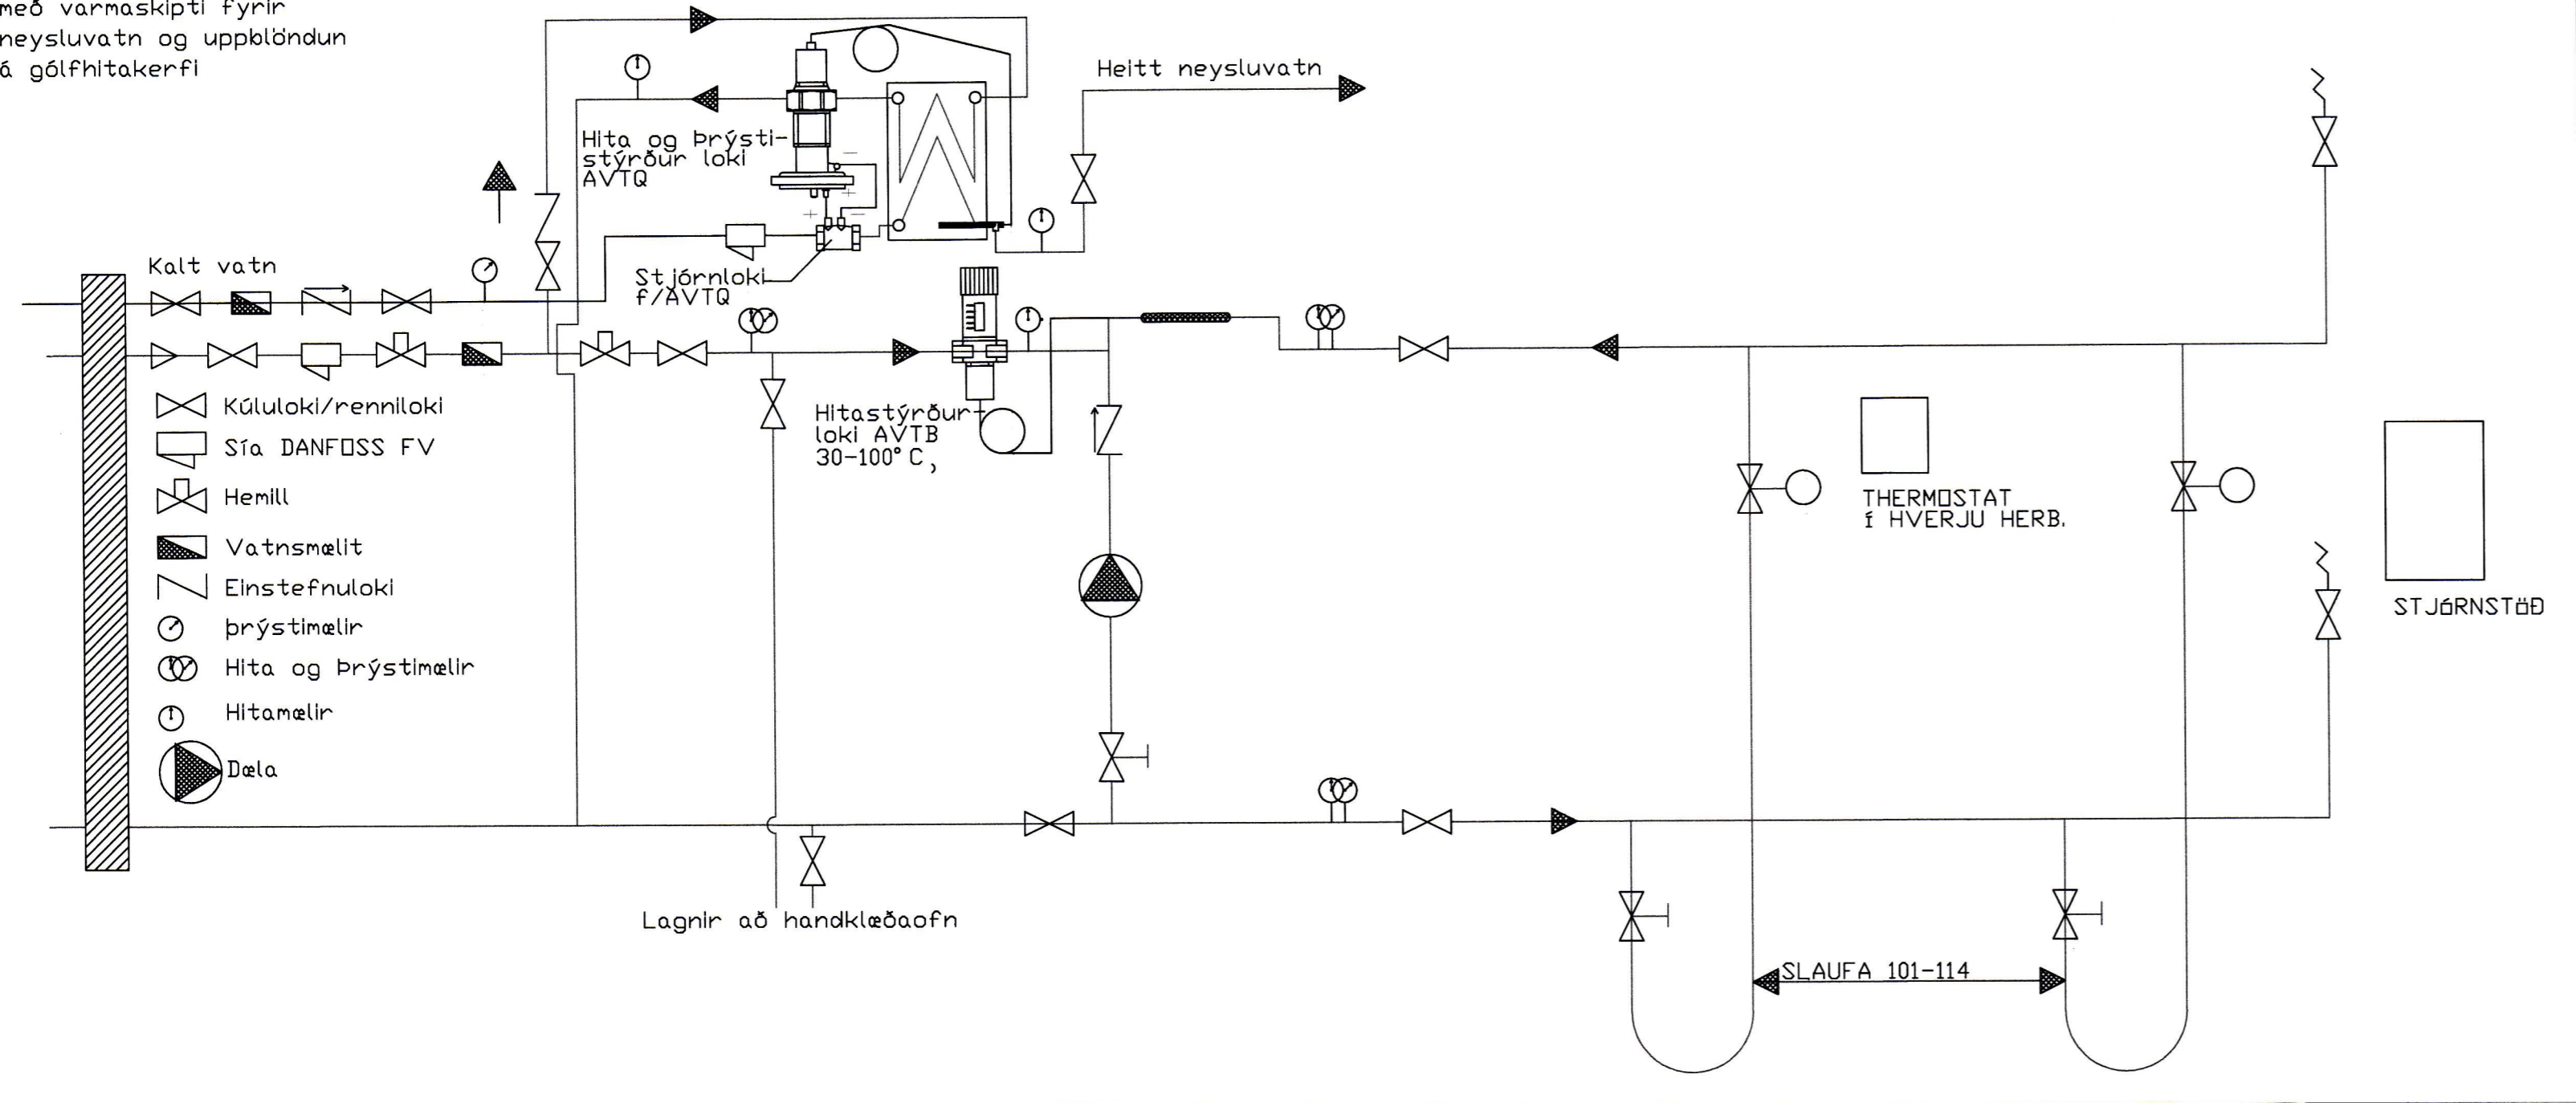 með varmaskipti fyrir
neysluvatn og uppblöndun
á gólfhitakerfi
Heitt neysluvatn
Hita og Þrýsti-
stýrður loki
AVTQ
Stjórnloki
f/AVTQ
Kalt vatn
Kúluloki/renniloki
Sía DANFOSS FV
Hemill
Vatnsmælit
Einstefnuloki
þrýstimælir
Hita og Þrýstimælir
Hitamælir
Dæla
Hitastýrður
loki AVTB
30-100°C,
THERMOSTAT
í HVERJU HERB.
STJóRNSTöÐ
Lagnir að handklæðaofn
SLAUFA 101-114